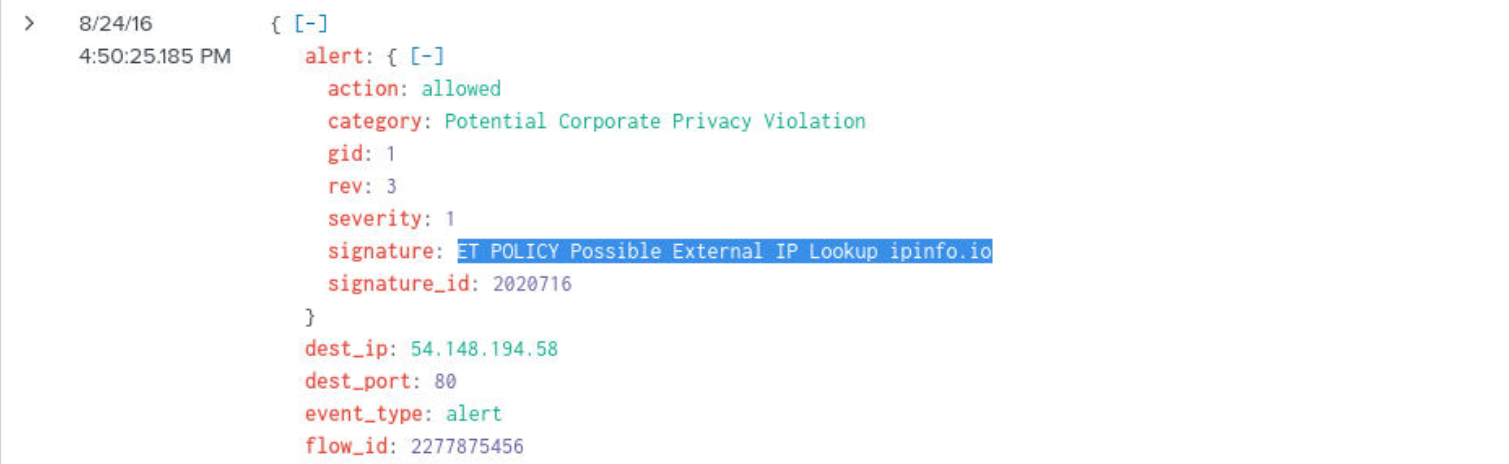 8/24/16 { [-]
4:50:25.185 PM alert: { [-]
action: allowed
category: Potential Corporate Privacy Violation
gid: 1
rev: 3
severity: 1
signature: ET POLICY Possible External IP Lookup ipinfo.io
signature_id: 2020716
}
dest_ip: 54.148.194.58
dest_port: 80
event_type: alert
flow_id: 2277875456